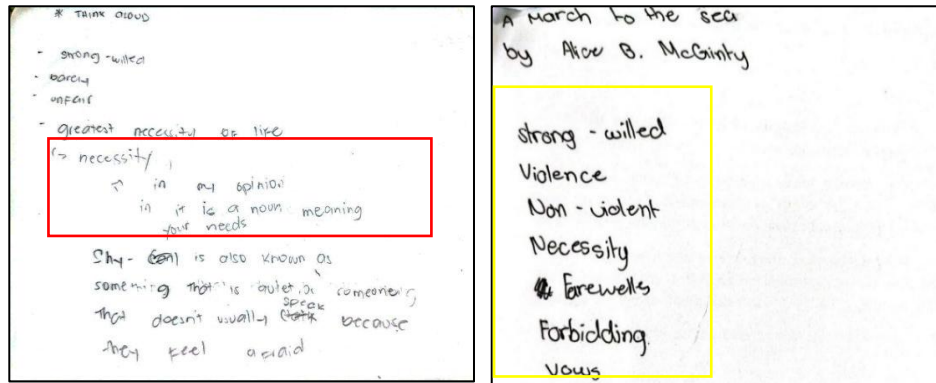 * THINK CLOUD
- strong-willed
- barely
- unfair
- greatest necessity of life
↳ necessity,
↗ in my opinion
in it is a noun meaning
your needs
Shy- is also known as
something that is quiet or someone
that doesn't usually speak because
they feel afraid
A March to the sea
by Alice B. McGinty
strong-willed
Violence
Non-violent
Necessity
Farewells
Forbidding
Vows